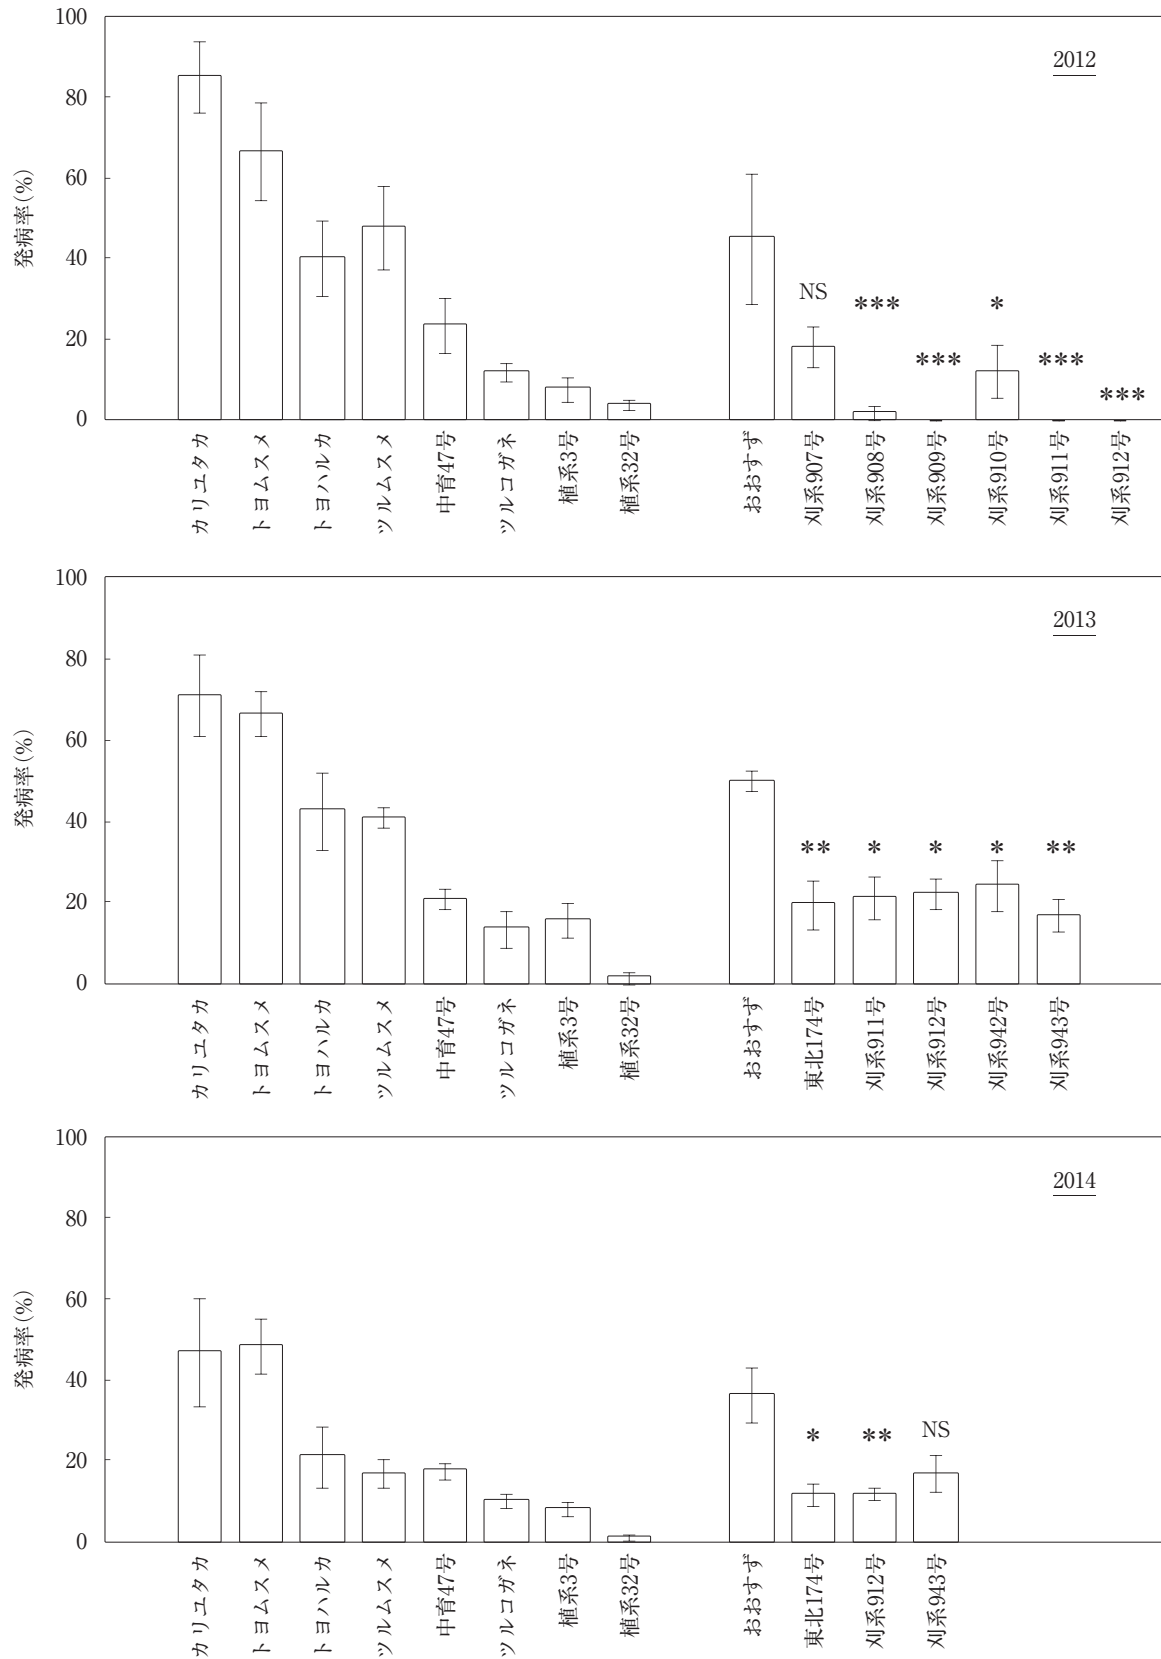 100
80
60
40
20
0
発病率(%)
2012
NS
***
***
*
***
***
カリユタカ
トヨムスメ
トヨハルカ
ツルムスメ
中育47号
ツルコガネ
植系3号
植系32号
おおすず
刈系907号
刈系908号
刈系909号
刈系910号
刈系911号
刈系912号
100
80
60
40
20
0
発病率(%)
2013
**
*
*
*
**
カリユタカ
トヨムスメ
トヨハルカ
ツルムスメ
中育47号
ツルコガネ
植系3号
植系32号
おおすず
東北174号
刈系911号
刈系912号
刈系942号
刈系943号
100
80
60
40
20
0
発病率(%)
2014
*
**
NS
カリユタカ
トヨムスメ
トヨハルカ
ツルムスメ
中育47号
ツルコガネ
植系3号
植系32号
おおすず
東北174号
刈系912号
刈系943号